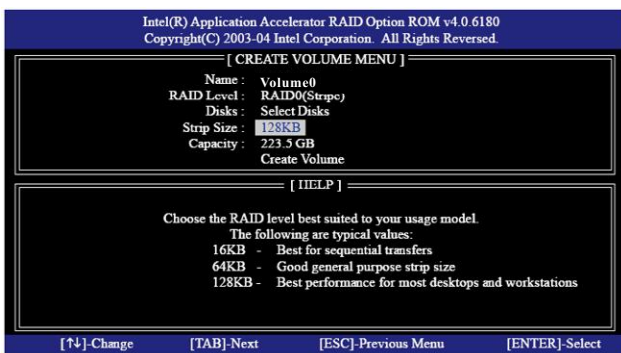 Intel(R) Application Accelerator RAID Option ROM v4.0.6180
Copyright(C) 2003-04 Intel Corporation. All Rights Reversed.
[ CREATE VOLUME MENU ]
Name : Volume0
RAID Level : RAID0(Stripe)
Disks : Select Disks
Strip Size : 128KB
Capacity : 223.5 GB
Create Volume
[ HELP ]
Choose the RAID level best suited to your usage model.
The following are typical values:
16KB - Best for sequential transfers
64KB - Good general purpose strip size
128KB - Best performance for most desktops and workstations
[↑↓]-Change [TAB]-Next [ESC]-Previous Menu [ENTER]-Select